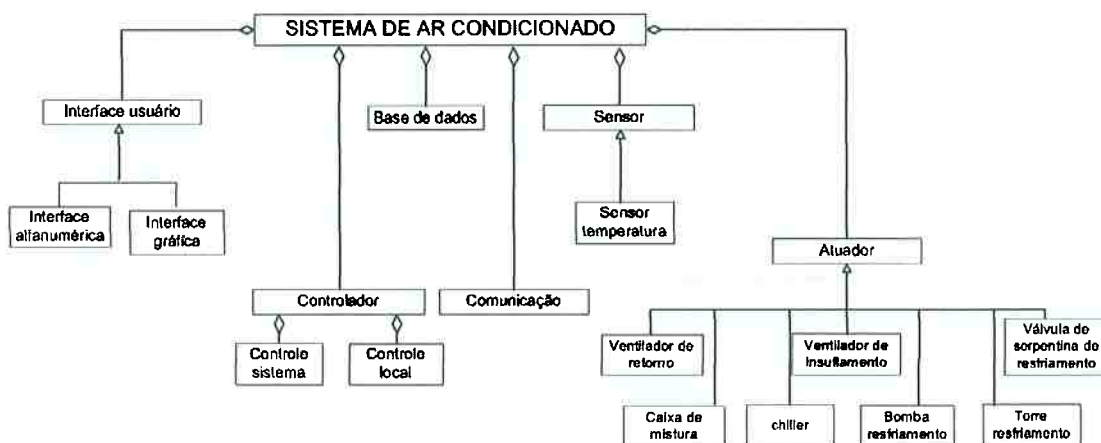 SISTEMA DE AR CONDICIONADO
Interface usuário
Base de dados
Sensor
Interface
alfanumérica
Interface
gráfica
Sensor
temperatura
Atuador
Controlador
Comunicação
Controle
sistema
Controle
local
Ventilador de
retorno
Ventilador de
insuflamento
Válvula de
serpentina de
resfriamento
Caixa de
mistura
chiller
Bomba
resfriamento
Torre
resfriamento